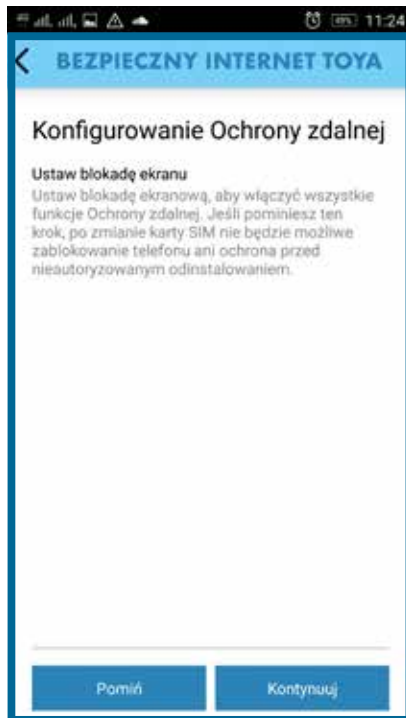 11:24
BEZPIECZNY INTERNET TOYA
Konfigurowanie Ochrony zdalnej
Ustaw blokadę ekranu
Ustaw blokadę ekranową, aby włączyć wszystkie
funkcje Ochrony zdalnej. Jeśli pominiesz ten
krok, po zmianie karty SIM nie będzie możliwe
zablokowanie telefonu ani ochrona przed
nieautoryzowanym odinstalowaniem.
Pomiń
Kontynuuj